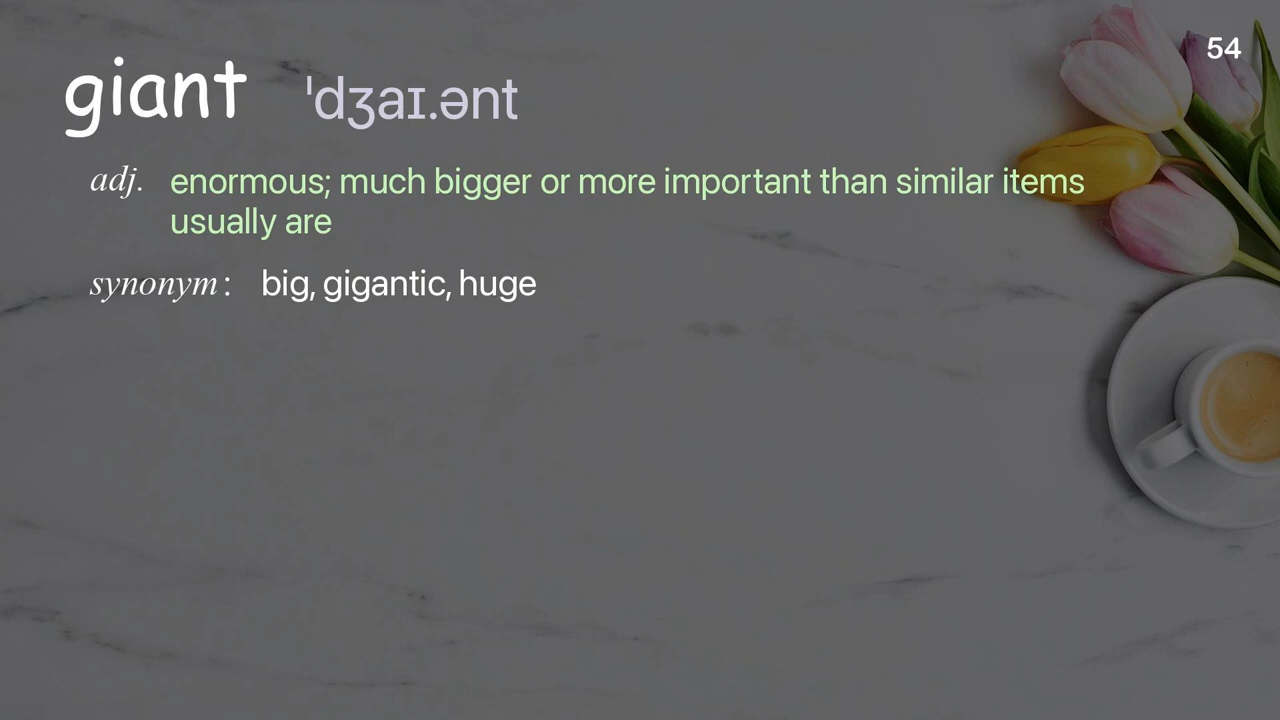 54
giant ˈdʒaɪ.ənt
adj. enormous; much bigger or more important than similar items
usually are
synonym: big, gigantic, huge